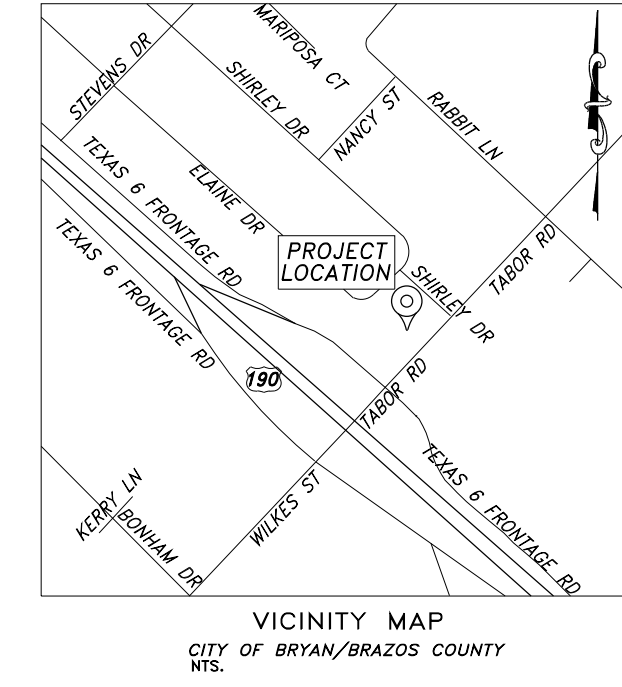 MARIPOSA CT
STEVENS DR
SHIRLEY DR
NANCY ST
RABBIT LN
TEXAS 6 FRONTAGE RD
ELAINE DR
TEXAS 6 FRONTAGE RD
PROJECT
LOCATION
TABOR RD
SHIRLEY DR
190
TABOR RD
TEXAS 6 FRONTAGE RD
KERRY LN
WILKES ST
BONHAM DR
VICINITY MAP
CITY OF BRYAN/BRAZOS COUNTY
NTS.